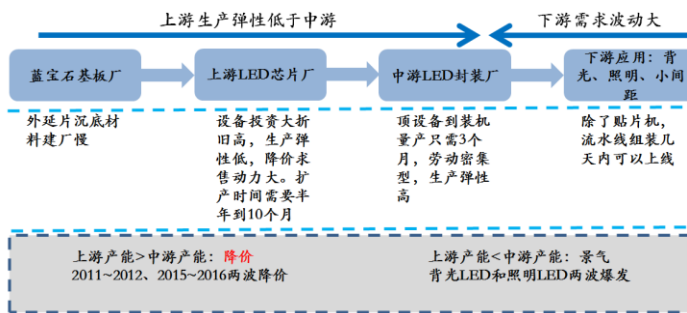 上游生产弹性低于中游
下游需求波动大
蓝宝石基板厂
上游LED芯片厂
中游LED封装厂
下游应用：背
光、照明、小间
距
外延片沉底材
料建厂慢
设备投资大折
旧高，生产弹
性低，降价求
售动力大。扩
产时间需要半
年到10个月
项设备到装机
量产只需3个
月，劳动密集
型，生产弹性
高
除了贴片机，
流水线组装几
天内可以上线
上游产能>中游产能：降价
2011~2012、2015~2016两波降价
上游产能<中游产能：景气
背光LED和照明LED两波爆发